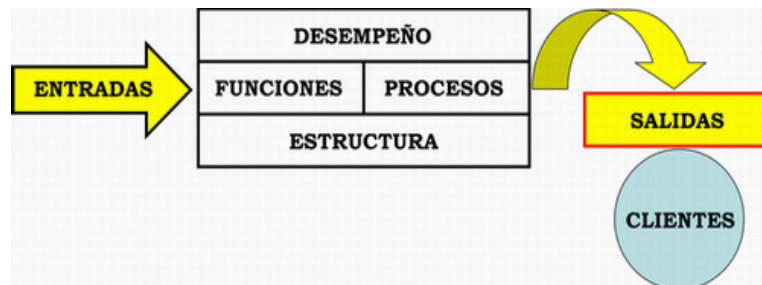 DESEMPEÑO
ENTRADAS
FUNCIONES
PROCESOS
ESTRUCTURA
SALIDAS
CLIENTES